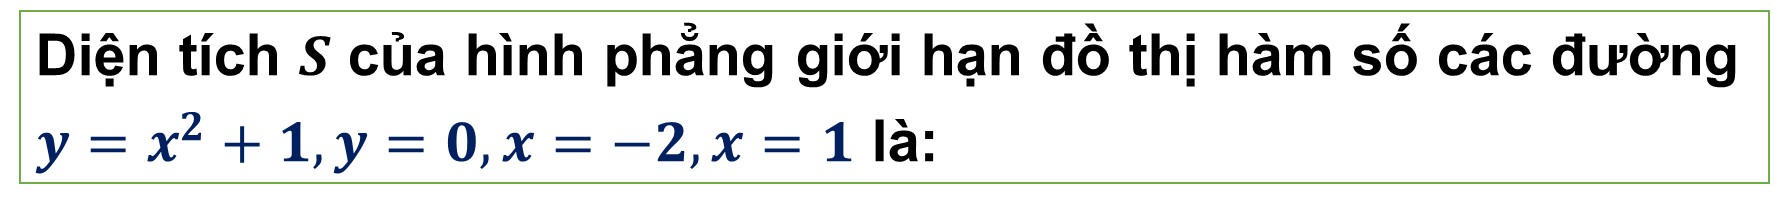 Diện tích S của hình phẳng giới hạn đồ thị hàm số các đường
y = x² + 1, y = 0, x = −2, x = 1 là: